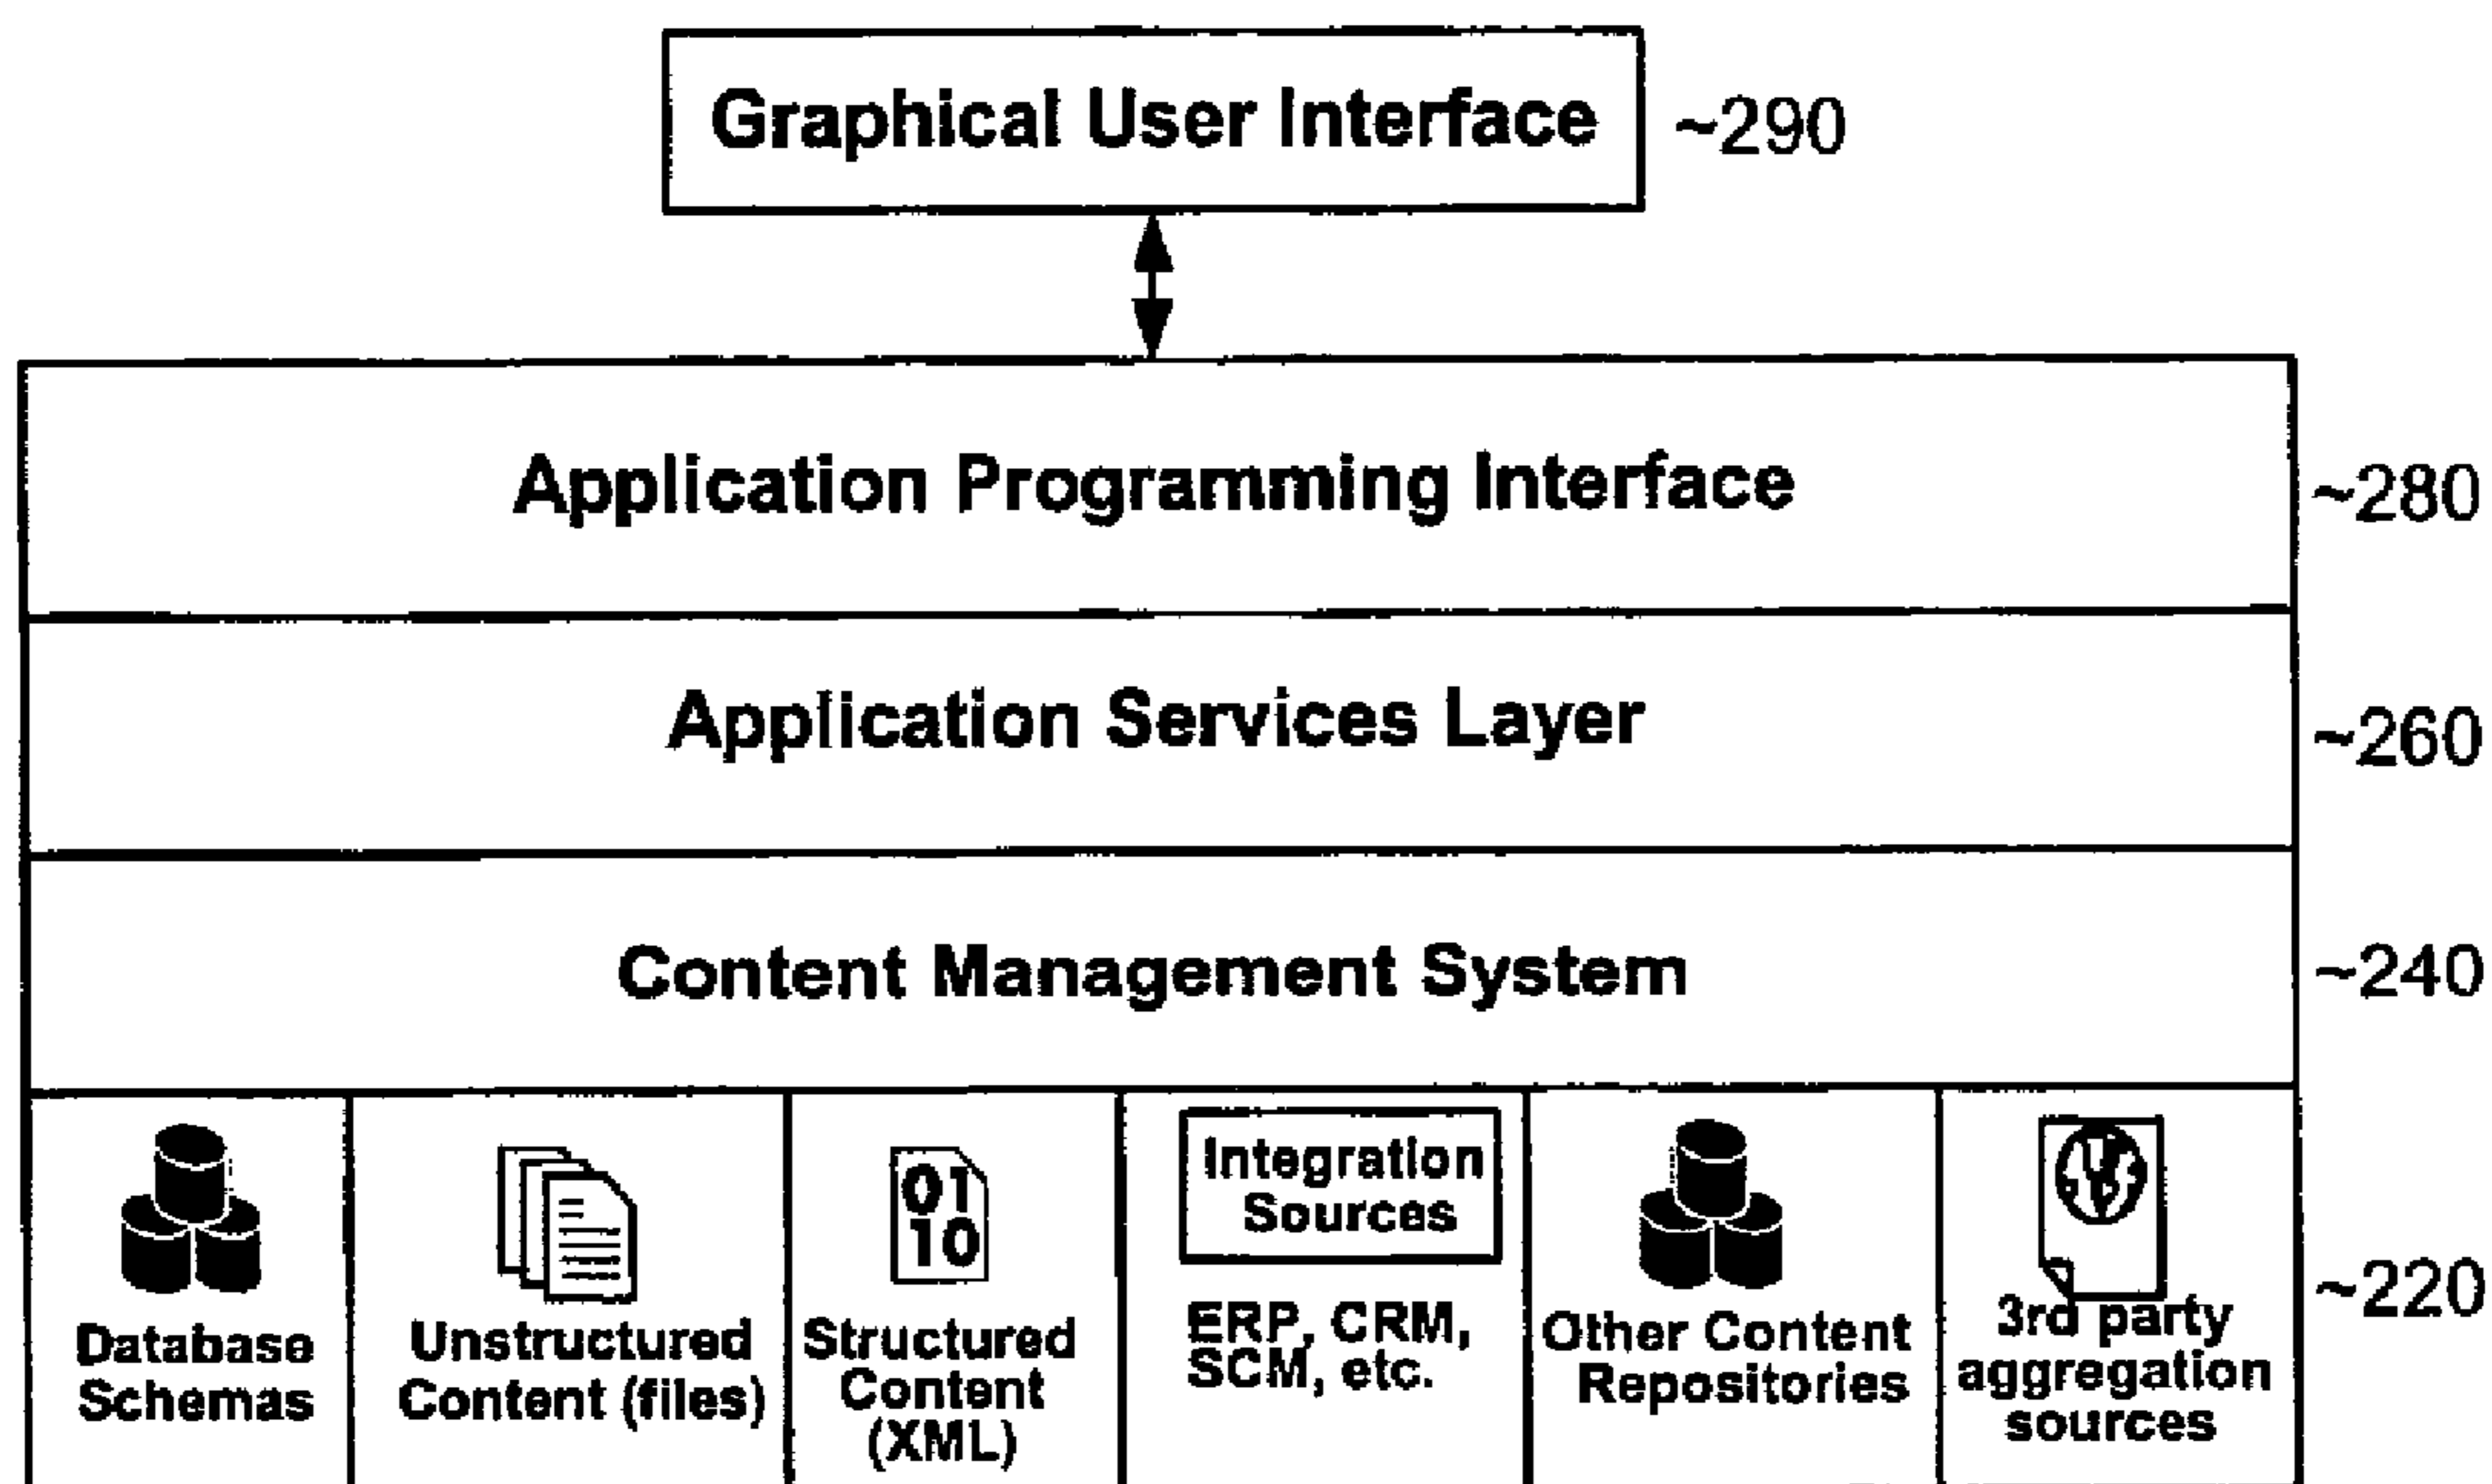 Graphical User Interface ~290
Application Programming Interface ~280
Application Services Layer ~260
Content Management System ~240
Database
Schemas
Unstructured
Content (files)
01
10
Structured
Content
(XML)
Integration
Sources
ERP, CRM,
SCM, etc.
Other Content
Repositories
3rd party
aggregation
sources
~220